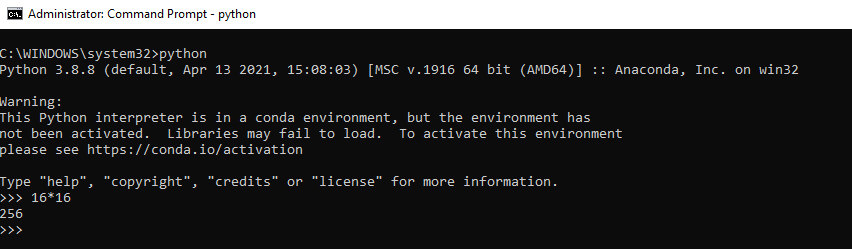 Administrator: Command Prompt - python
C:\WINDOWS\system32>python
Python 3.8.8 (default, Apr 13 2021, 15:08:03) [MSC v.1916 64 bit (AMD64)] :: Anaconda, Inc. on win32
Warning:
This Python interpreter is in a conda environment, but the environment has
not been activated.  Libraries may fail to load.  To activate this environment
please see https://conda.io/activation
Type "help", "copyright", "credits" or "license" for more information.
>>> 16*16
256
>>>